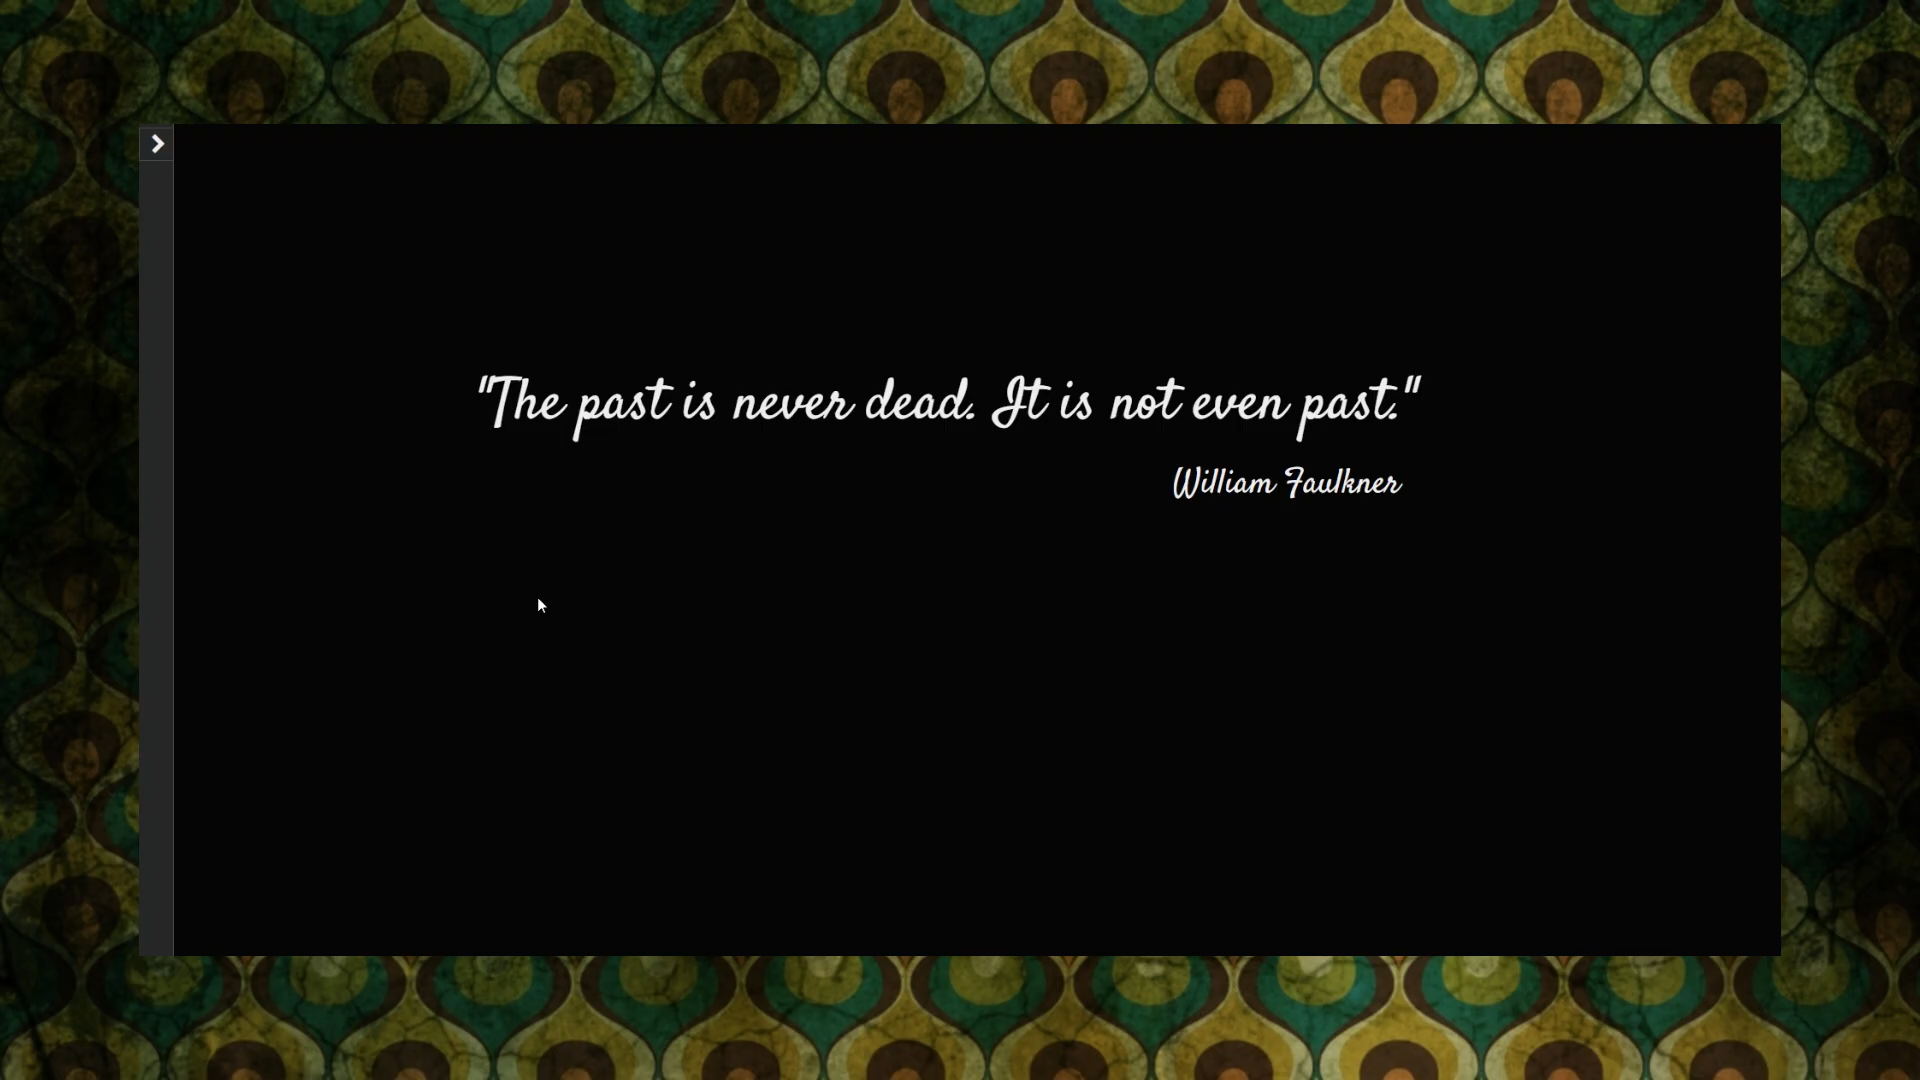 "The past is never dead. It is not even past."
William Faulkner